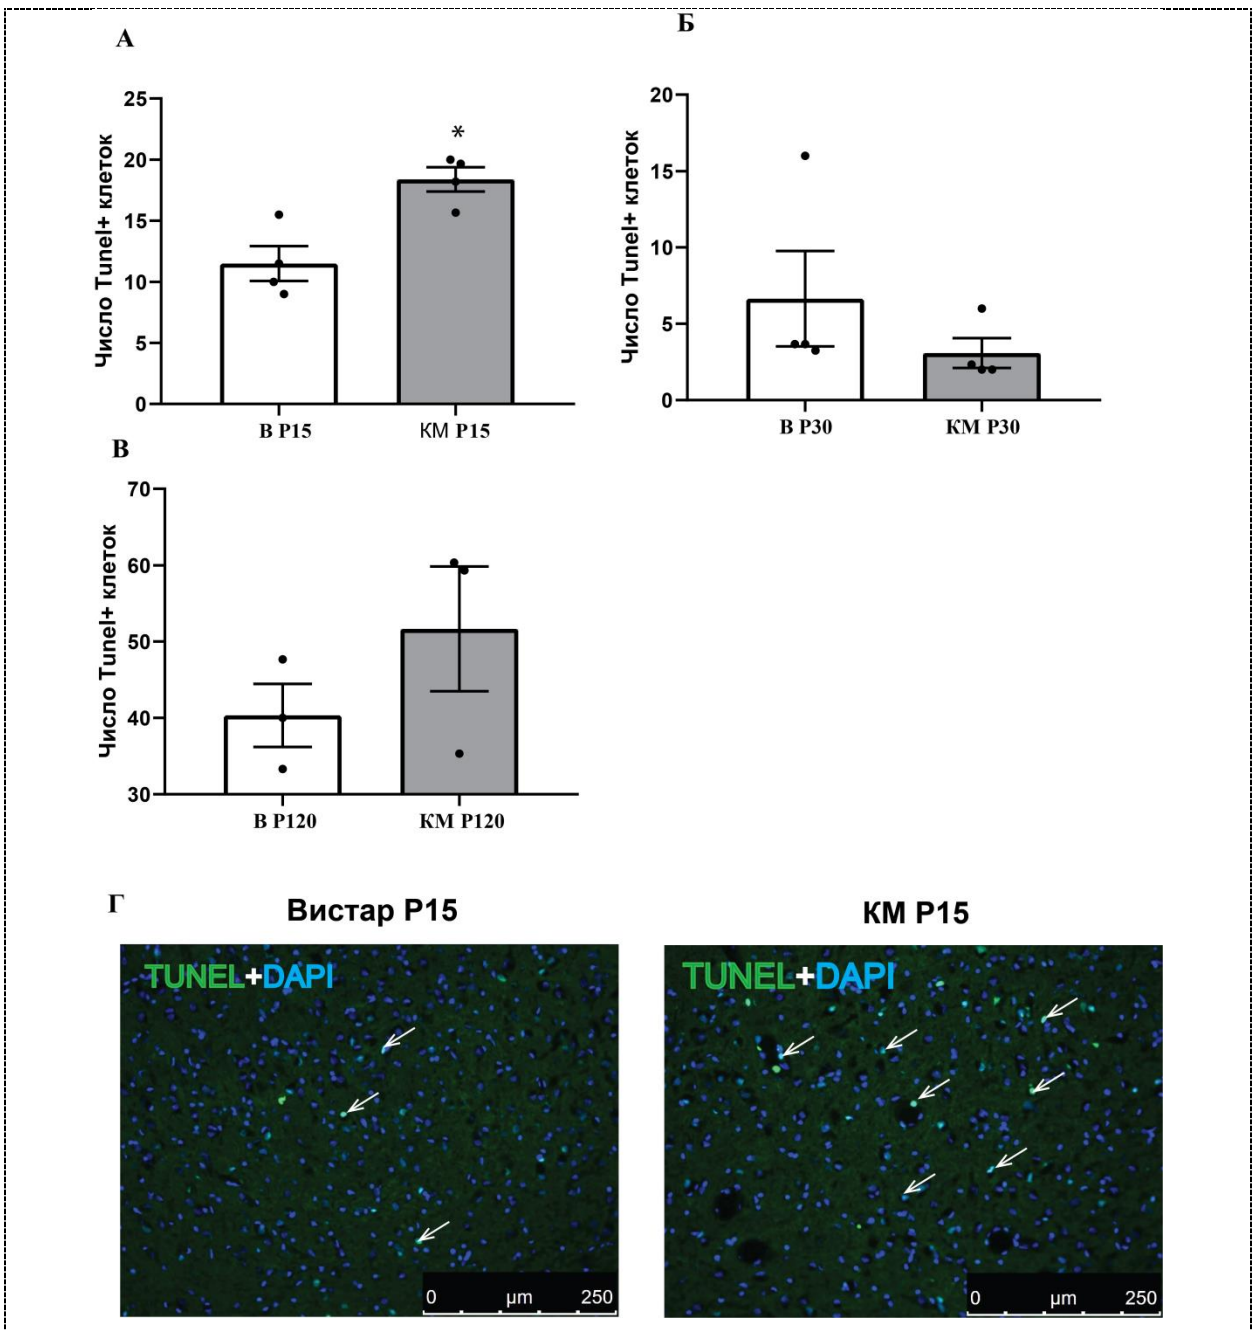 А
Число Tunel+ клеток
25
20
15
10
5
0
*
В P15
КМ P15
Б
Число Tunel+ клеток
20
15
10
5
0
В P30
КМ P30
В
Число Tunel+ клеток
70
60
50
40
30
В P120
КМ P120
Г
Вистар P15
TUNEL+DAPI
0 µm 250
КМ P15
TUNEL+DAPI
0 µm 250